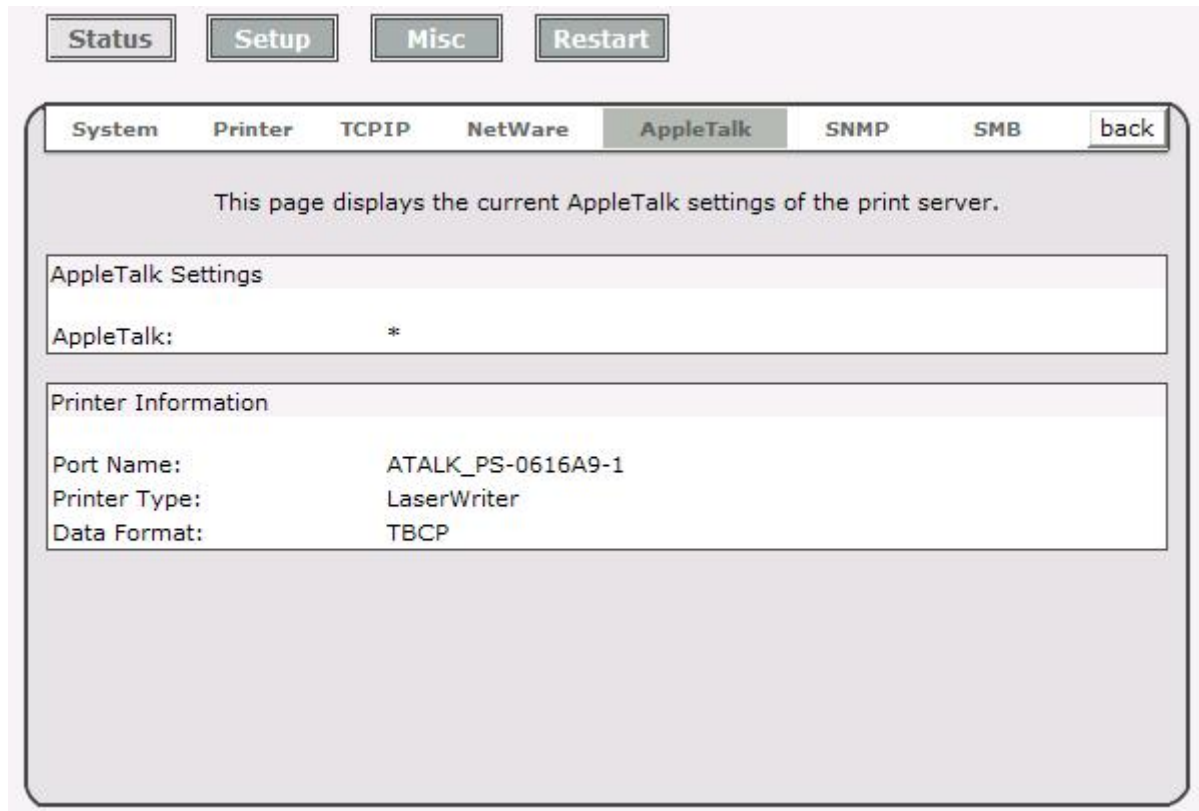 Status Setup Misc Restart
System Printer TCPIP NetWare AppleTalk SNMP SMB back
This page displays the current AppleTalk settings of the print server.
AppleTalk Settings
AppleTalk: *
Printer Information
Port Name: ATALK_PS-0616A9-1
Printer Type: LaserWriter
Data Format: TBCP